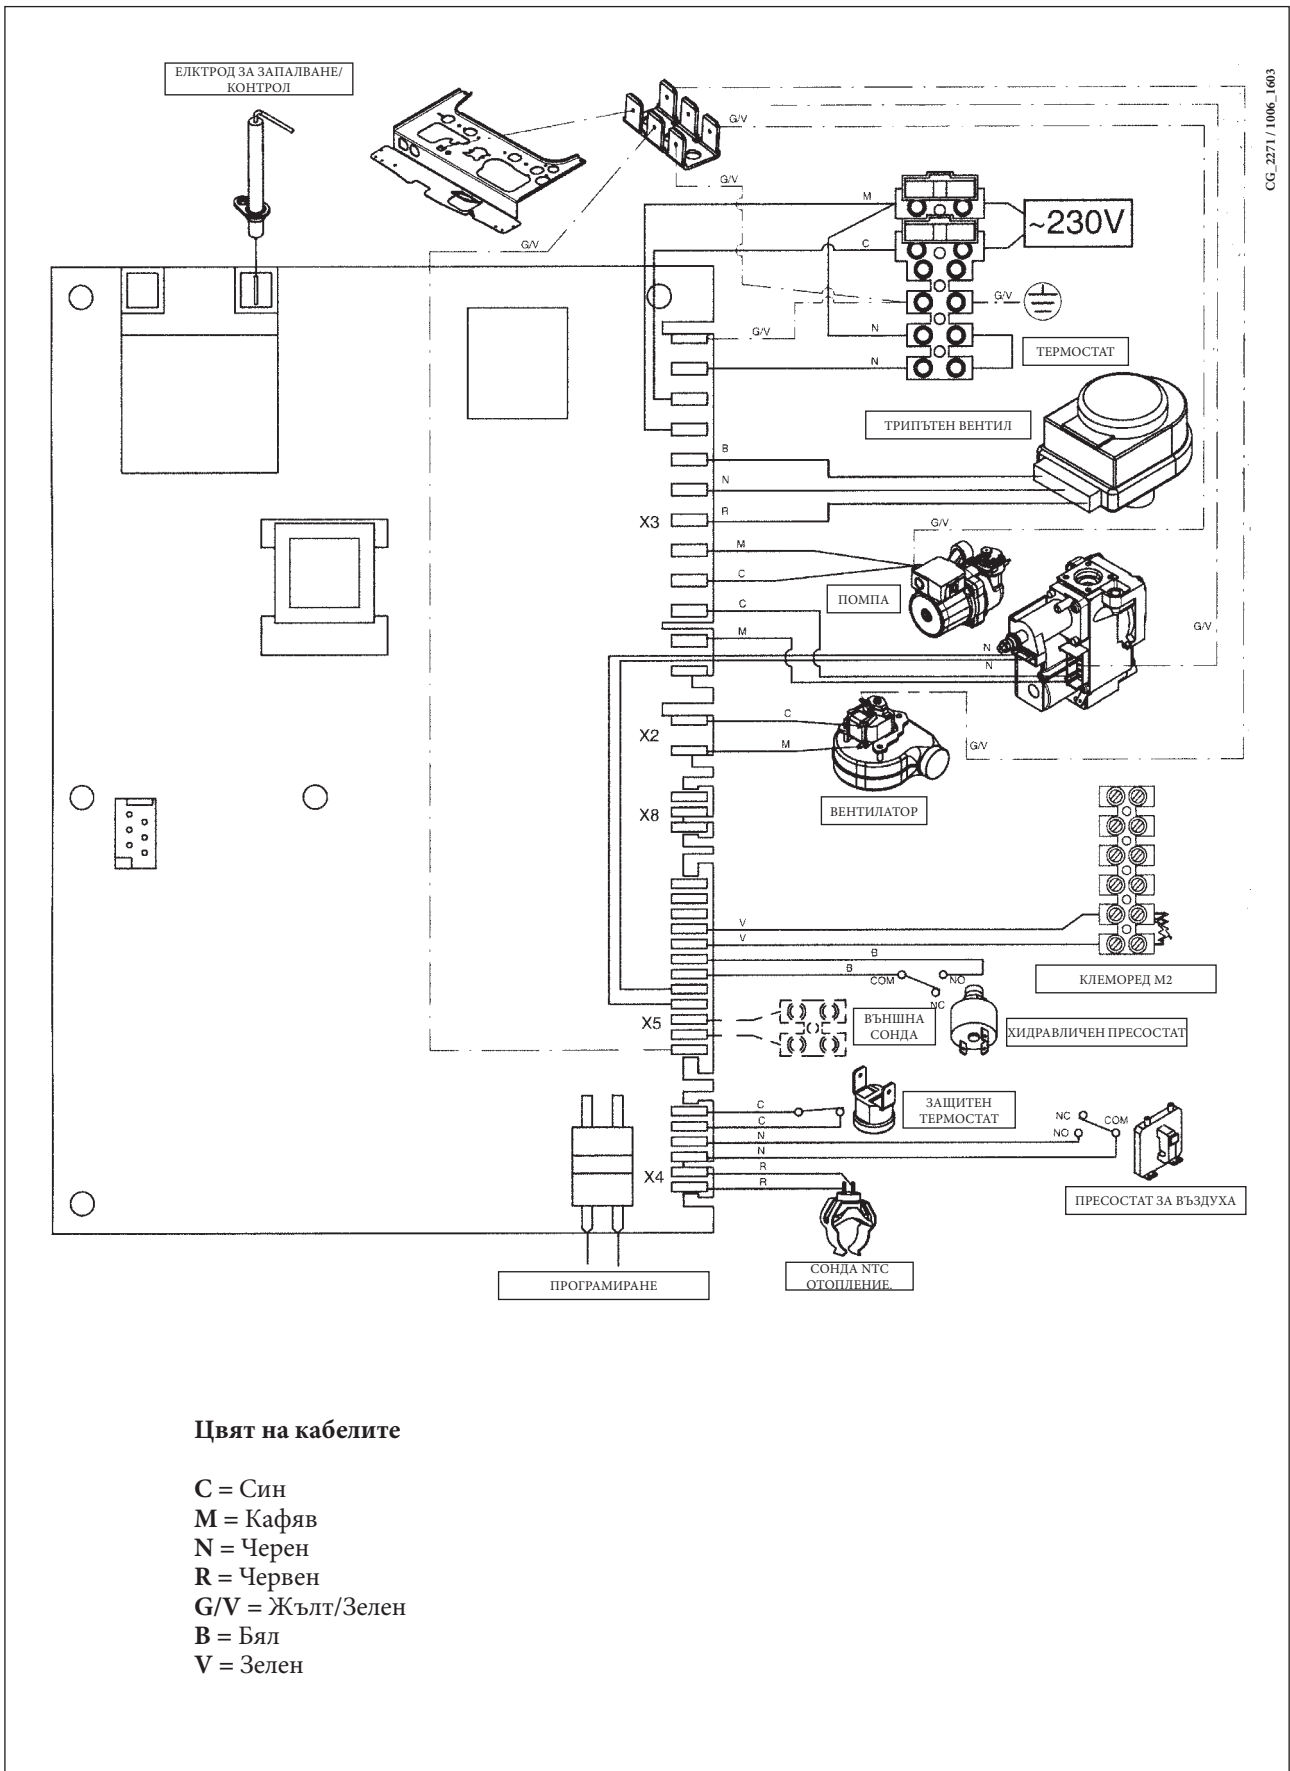 ЕЛКТРОД ЗА ЗАПАЛВАНЕ/
КОНТРОЛ
CG_2271 / 1006_1603
G/V
G/V
G/V
M
~230V
C
G/V
G/V
N
ТЕРМОСТАТ
N
ТРИПЪТЕН ВЕНТИЛ
B
N
R
X3
G/V
M
C
ПОМПА
C
M
G/V
N
N
C
X2
M
G/V
ВЕНТИЛАТОР
X8
V
V
B
B
COM
NO
NC
КЛЕМОРЕД M2
X5
ВЪНШНА
СОНДА
ХИДРАВЛИЧЕН ПРЕСОСТАТ
C
C
ЗАЩИТЕН
ТЕРМОСТАТ
NC
COM
NO
N
N
R
R
X4
ПРЕСОСТАТ ЗА ВЪЗДУХА
СОНДА NTC
ОТОПЛЕНИЕ.
ПРОГРАМИРАНЕ
Цвят на кабелите
C = Син
M = Кафяв
N = Черен
R = Червен
G/V = Жълт/Зелен
B = Бял
V = Зелен